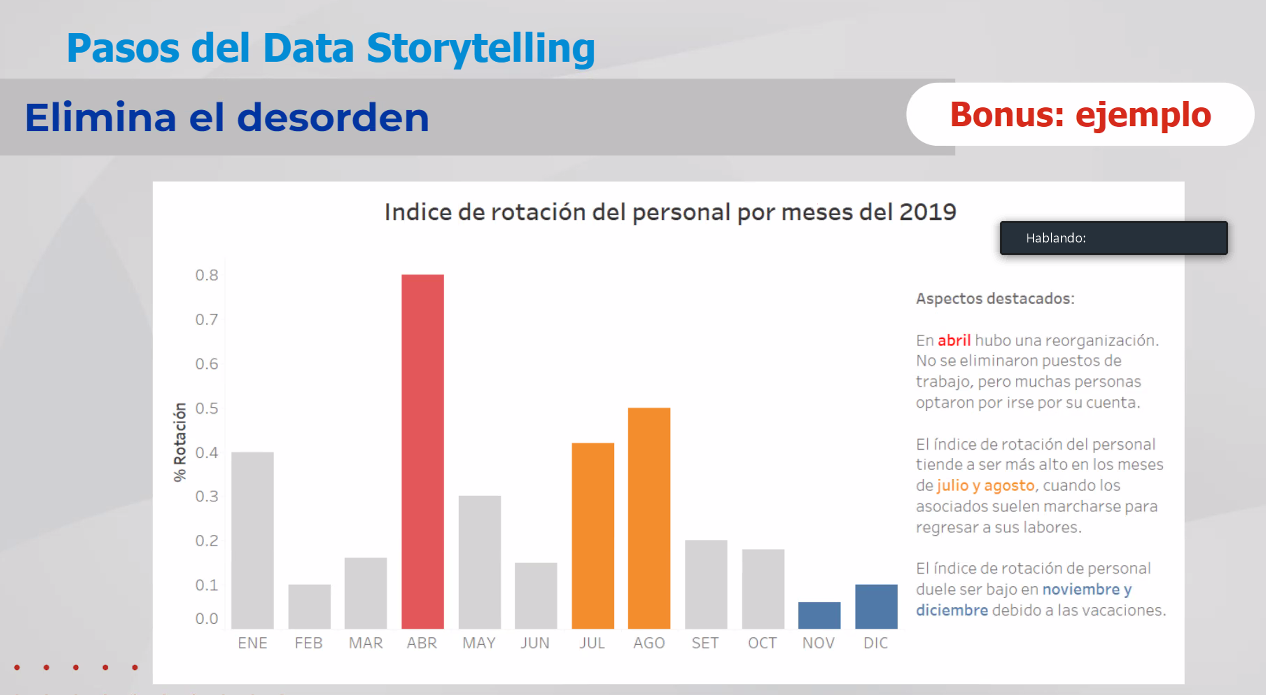 Pasos del Data Storytelling
Elimina el desorden
Bonus: ejemplo
Indice de rotación del personal por meses del 2019
Hablando:
% Rotación
0.8
0.7
0.6
0.5
0.4
0.3
0.2
0.1
0.0
ENE FEB MAR ABR MAY JUN JUL AGO SET OCT NOV DIC
Aspectos destacados:
En abril hubo una reorganización.
No se eliminaron puestos de
trabajo, pero muchas personas
optaron por irse por su cuenta.
El índice de rotación del personal
tiende a ser más alto en los meses
de julio y agosto, cuando los
asociados suelen marcharse para
regresar a sus labores.
El índice de rotación de personal
duele ser bajo en noviembre y
diciembre debido a las vacaciones.